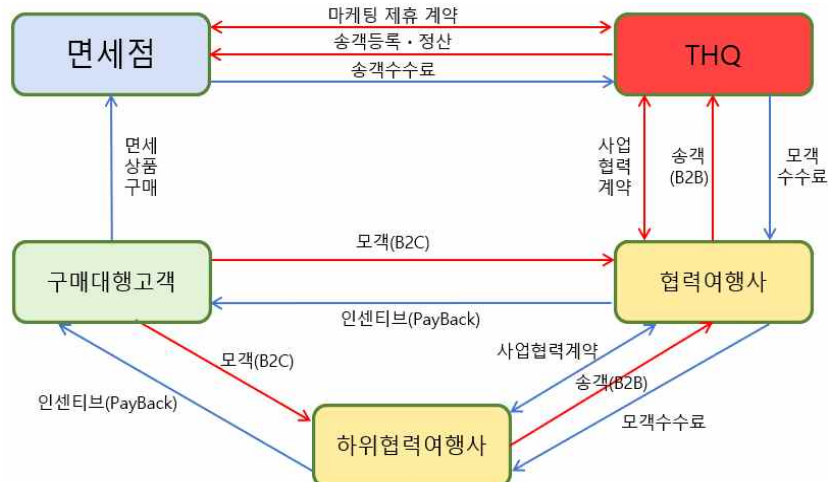 마케팅 제휴 계약
면세점
송객등록・정산
THQ
송객수수료
면세
상품
구매
사업
협력
계약
송객
(B2B)
모객
수수료
모객(B2C)
구매대행고객
협력여행사
인센티브(PayBack)
사업협력계약
모객(B2C)
송객(B2B)
인센티브(PayBack)
모객수수료
하위협력여행사